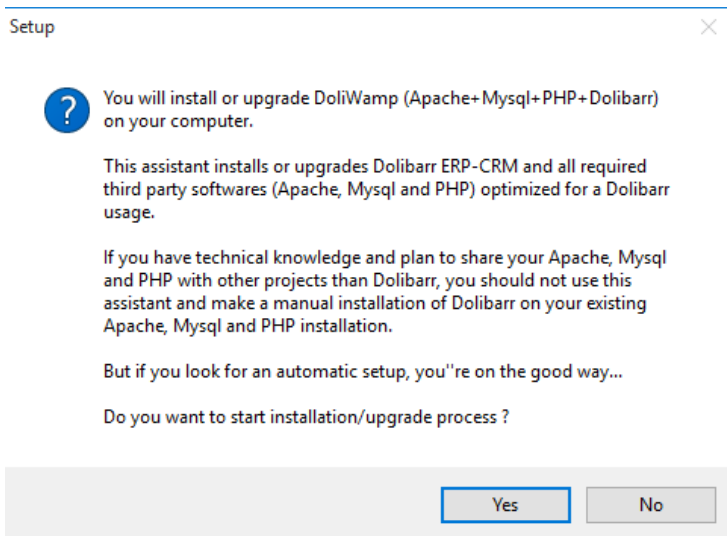 Setup
You will install or upgrade DoliWamp (Apache+Mysql+PHP+Dolibarr)
on your computer.
This assistant installs or upgrades Dolibarr ERP-CRM and all required
third party softwares (Apache, Mysql and PHP) optimized for a Dolibarr
usage.
If you have technical knowledge and plan to share your Apache, Mysql
and PHP with other projects than Dolibarr, you should not use this
assistant and make a manual installation of Dolibarr on your existing
Apache, Mysql and PHP installation.
But if you look for an automatic setup, you''re on the good way...
Do you want to start installation/upgrade process ?
Yes No